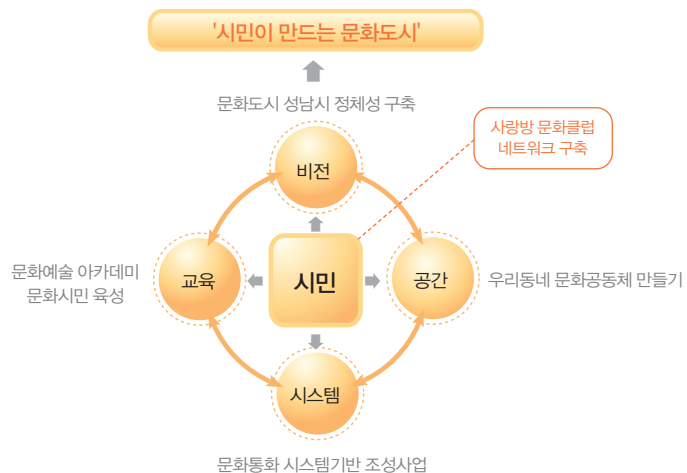 '시민이 만드는 문화도시'
문화도시 성남시 정체성 구축
사랑방 문화클럽
네트워크 구축
비전
문화예술 아카데미
문화시민 육성
교육
시민
공간
우리동네 문화공동체 만들기
시스템
문화통화 시스템기반 조성사업